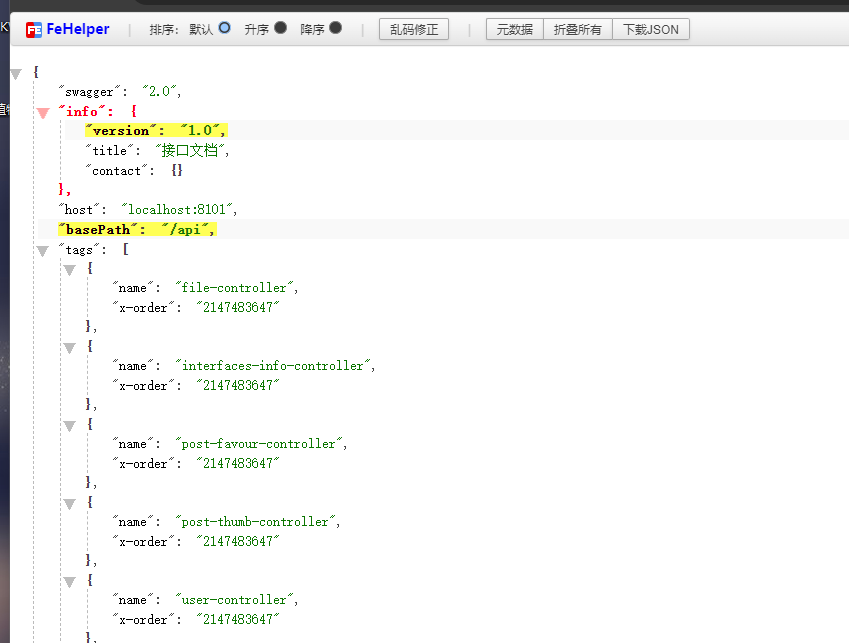 FeHelper | 排序: 默认 升序 降序 | 乱码修正 | 元数据 折叠所有 下载JSON
{
"swagger": "2.0",
"info": {
"version": "1.0",
"title": "接口文档",
"contact": {}
},
"host": "localhost:8101",
"basePath": "/api",
"tags": [
{
"name": "file-controller",
"x-order": "2147483647"
},
{
"name": "interfaces-info-controller",
"x-order": "2147483647"
},
{
"name": "post-favour-controller",
"x-order": "2147483647"
},
{
"name": "post-thumb-controller",
"x-order": "2147483647"
},
{
"name": "user-controller",
"x-order": "2147483647"
},